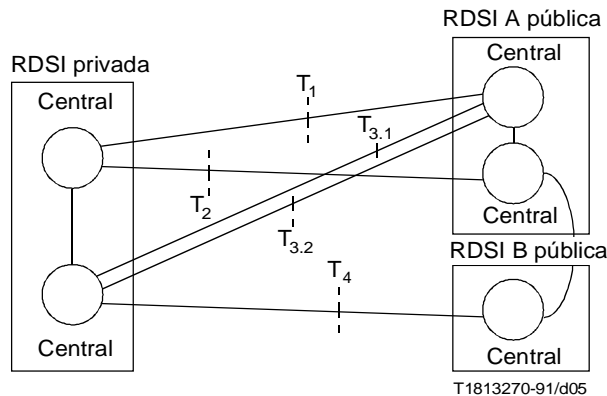 RDSI A pública
RDSI privada
Central
Central
T1
T3.1
T2
Central
T3.2
RDSI B pública
T4
Central
Central
T1813270-91/d05